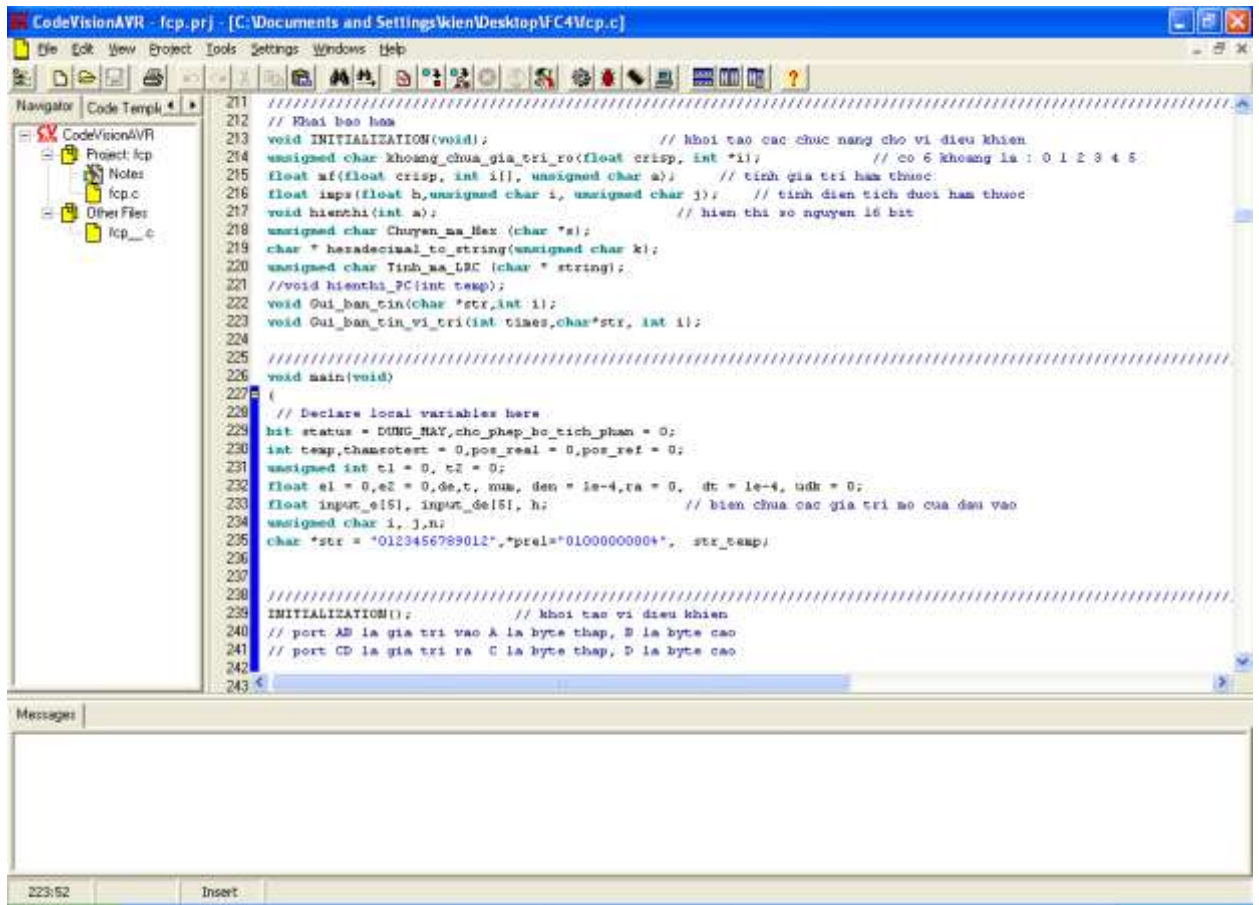 CodeVisionAVR - fcp.prj - [C:\Documents and Settings\kien\Desktop\FC4\fcp.c]
File Edit View Project Tools Settings Windows Help
Navigator Code Templ
CodeVisionAVR
Project: fcp
Notes
fcp.c
Other Files
fcp__.c
211 //////////////////////////////////////////////////////////////////////////////////////////////////////////////
212 // Khai bao ham
213 void INITIALIZATION(void); // khoi tao cac chuc nang cho vi dieu khien
214 unsigned char khoang_chua_gia_tri_ro(float crisp, int *i); // co 6 khoang la : 0 1 2 3 4 5
215 float mf(float crisp, int i[], unsigned char a); // tinh gia tri ham thuoc
216 float imps(float h,unsigned char i, unsigned char j); // tinh dien tich duoi ham thuoc
217 void hienthi(int a); // hien thi so nguyen 16 bit
218 unsigned char Chuyen_ma_Hex (char *s);
219 char * hexadecimal_to_string(unsigned char k);
220 unsigned char Tinh_ma_LRC (char * string);
221 //void hienthi_PC(int temp);
222 void Gui_ban_tin(char *str,int i);
223 void Gui_ban_tin_vi_tri(int times,char*str, int i);
224
225 //////////////////////////////////////////////////////////////////////////////////////////////////////////////
226 void main(void)
227 {
228 // Declare local variables here
229 bit status = DUNG_MAY,cho_phep_bo_tich_phan = 0;
230 int temp,thamsotest = 0,pos_real = 0,pos_ref = 0;
231 unsigned int t1 = 0, t2 = 0;
232 float e1 = 0,e2 = 0,de,t, num, den = 1e-4,ra = 0, dt = 1e-4, udk = 0;
233 float input_e[5], input_de[5], h; // bien chua cac gia tri mo cua dau vao
234 unsigned char i, j,n;
235 char *str = "0123456789012",*prel="01000000004", str_temp;
236
237
238 //////////////////////////////////////////////////////////////////////////////////////////////////////////////
239 INITIALIZATION(); // khoi tao vi dieu khien
240 // port AB la gia tri vao A la byte thap, B la byte cao
241 // port CD la gia tri ra C la byte thap, D la byte cao
242
243
Messages
223:52 Insert